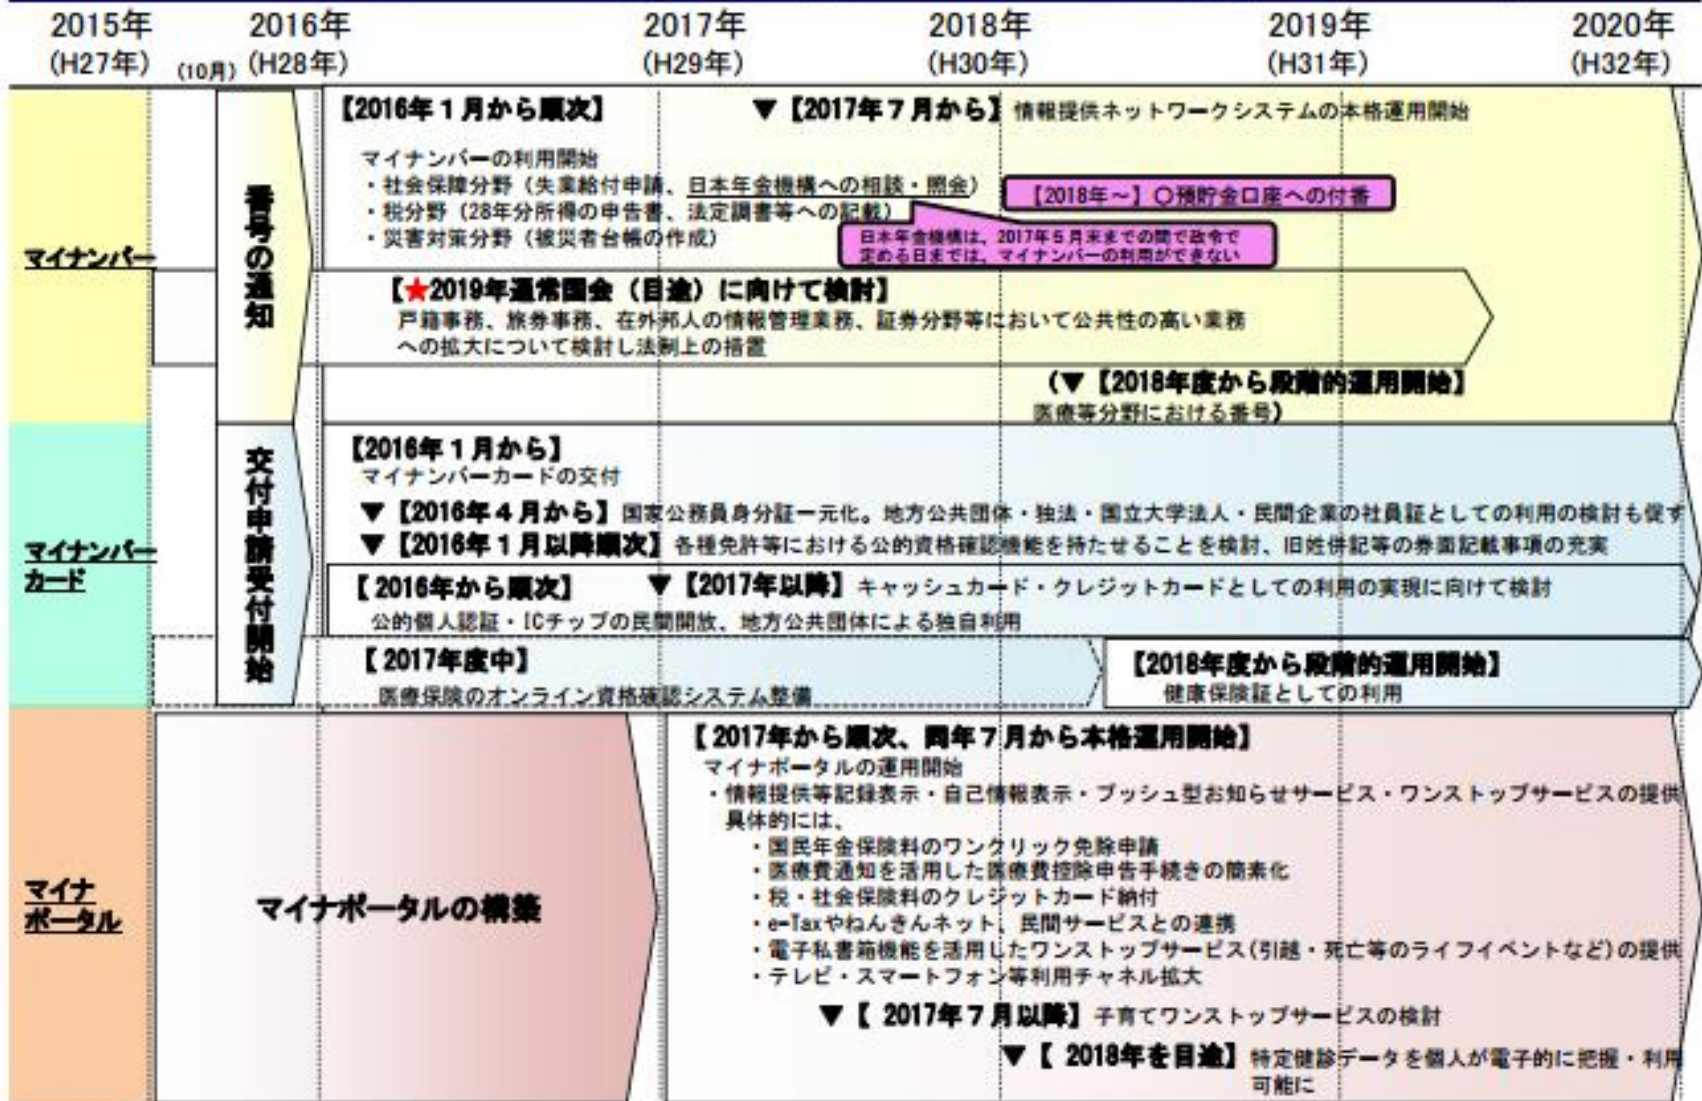 2015年 2016年 2017年 2018年 2019年 2020年
(H27年) (10月) (H28年) (H29年) (H30年) (H31年) (H32年)
マイナンバー
番号の通知
【2016年1月から順次】
▼【2017年7月から】情報提供ネットワークシステムの本格運用開始
マイナンバーの利用開始
・社会保障分野（失業給付申請、日本年金機構への相談・照会）
・税分野（28年分所得の申告書、法定調書等への記載）
・災害対策分野（被災者台帳の作成）
【2018年～】〇預貯金口座への付番
日本年金機構は、2017年5月末までの間で政令で
定める日までは、マイナンバーの利用ができない
【★2019年通常国会（目途）に向けて検討】
戸籍事務、旅券事務、在外邦人の情報管理業務、証券分野等において公共性の高い業務
への拡大について検討し法制上の措置
(▼【2018年度から段階的運用開始】
医療等分野における番号)
マイナンバー
カード
交付申請受付開始
【2016年1月から】
マイナンバーカードの交付
▼【2016年4月から】国家公務員身分証一元化。地方公共団体・独法・国立大学法人・民間企業の社員証としての利用の検討も促す
▼【2016年1月以降順次】各種免許等における公的資格確認機能を持たせることを検討、旧姓併記等の券面記載事項の充実
【2016年から順次】
▼【2017年以降】キャッシュカード・クレジットカードとしての利用の実現に向けて検討
公的個人認証・ICチップの民間開放、地方公共団体による独自利用
【2017年度中】
医療保険のオンライン資格確認システム整備
【2018年度から段階的運用開始】
健康保険証としての利用
マイナ
ポータル
マイナポータルの構築
【2017年から順次、同年7月から本格運用開始】
マイナポータルの運用開始
・情報提供等記録表示・自己情報表示・プッシュ型お知らせサービス・ワンストップサービスの提供
具体的には、
・国民年金保険料のワンクリック免除申請
・医療費通知を活用した医療費控除申告手続きの簡素化
・税・社会保険料のクレジットカード納付
・e-Taxやねんきんネット、民間サービスとの連携
・電子私書箱機能を活用したワンストップサービス(引越・死亡等のライフイベントなど)の提供
・テレビ・スマートフォン等利用チャネル拡大
▼【2017年7月以降】子育てワンストップサービスの検討
▼【2018年を目途】特定健診データを個人が電子的に把握・利用
可能に